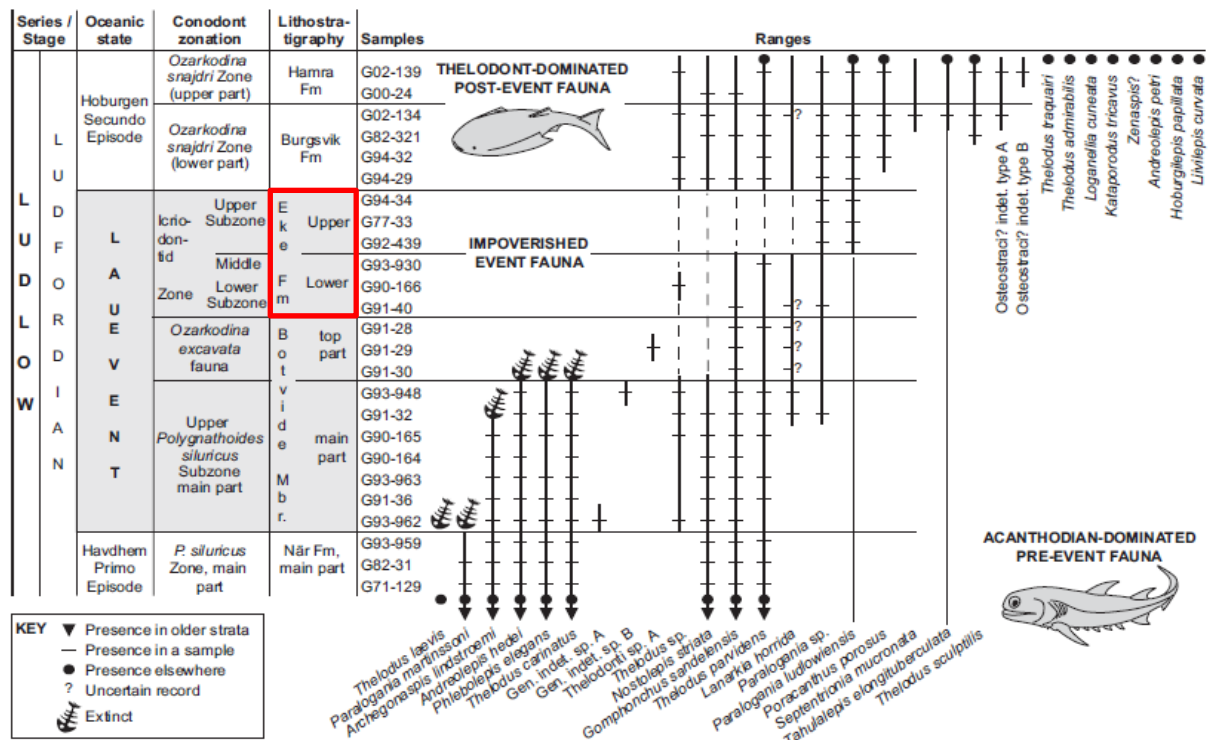 Series / Stage
Oceanic state
Conodont zonation
Lithostra-tigraphy
Samples
Ranges
L U D L O W
L U D F O R D I A N
Hoburgen Secundo Episode
L A U E V E N T
Havdhem Primo Episode
Ozarkodina snajdri Zone (upper part)
Ozarkodina snajdri Zone (lower part)
Icrio-don-tid Zone
Upper Subzone
Middle
Lower Subzone
Ozarkodina excavata fauna
Upper Polygnathoides siluricus Subzone main part
P. siluricus Zone, main part
Hamra Fm
Burgsvik Fm
Eke Fm
Upper
Lower
Botvide Mbr.
top part
main part
När Fm, main part
G02-139
G00-24
G02-134
G82-321
G94-32
G94-29
G94-34
G77-33
G92-439
G93-930
G90-166
G91-40
G91-28
G91-29
G91-30
G93-948
G91-32
G90-165
G90-164
G93-963
G91-36
G93-962
G93-959
G82-31
G71-129
THELODONT-DOMINATED
POST-EVENT FAUNA
IMPOVERISHED
EVENT FAUNA
ACANTHODIAN-DOMINATED
PRE-EVENT FAUNA
?
?
?
?
?
Osteostraci? indet. type A
Osteostraci? indet. type B
Thelodus traquairi
Thelodus admirabilis
Loganellia cuneata
Kataporodus tricavus
Zenaspis?
Andreolepis petri
Hoburgilepis papillata
Liivilepis curvata
Thelodus laevis
Paralogania martinssoni
Archegonaspis lindstroemi
Andreolepis hedei
Phlebolepis elegans
Thelodus carinatus
Gen. indet. sp. A
Gen. indet. sp. B
Thelodonti sp. A
Thelodus sp.
Nostolepis striata
Gomphonchus sandelensis
Thelodus parvidens
Lanarkia horrida
Paralogania sp.
Paralogania ludlowiensis
Poracanthus porosus
Septentrionia mucronata
Tahulalepis elongituberculata
Thelodus sculptilis
KEY
Presence in older strata
Presence in a sample
Presence elsewhere
? Uncertain record
Extinct